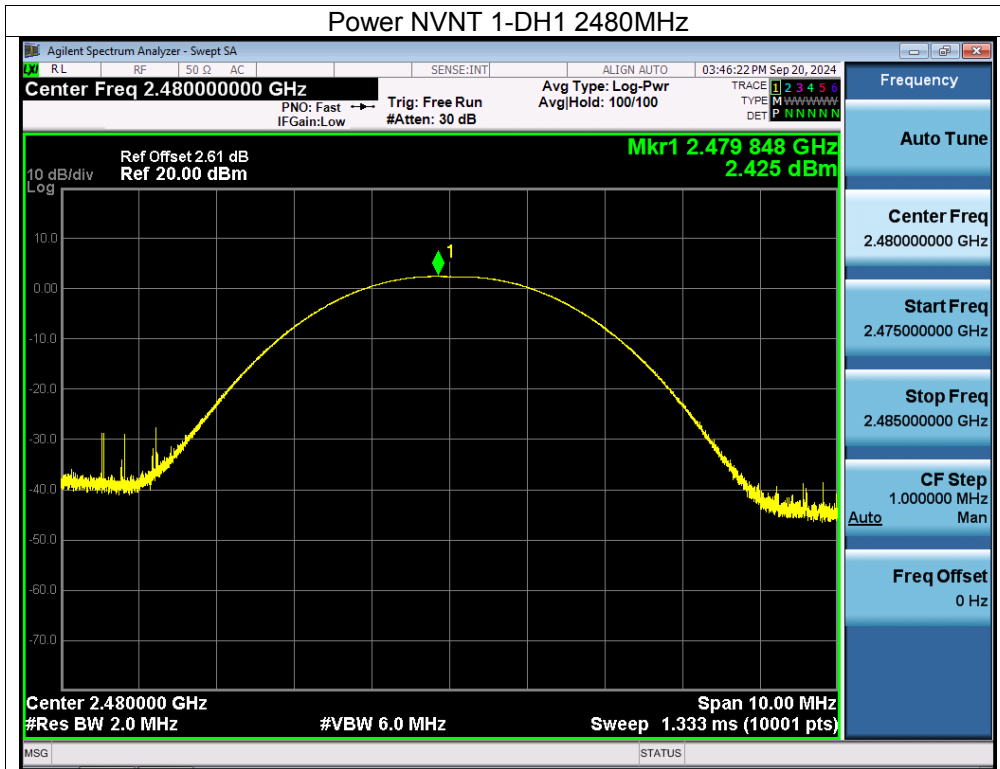 Power NVNT 1-DH1 2480MHz
Agilent Spectrum Analyzer - Swept SA
LXI RL RF 50 Ω AC SENSE:INT ALIGN AUTO 03:46:22 PM Sep 20, 2024
Center Freq 2.480000000 GHz
PNO: Fast
IFGain:Low
Trig: Free Run
#Atten: 30 dB
Avg Type: Log-Pwr
Avg|Hold: 100/100
TRACE 1 2 3 4 5 6
TYPE M WWWWW
DET P N N N N N
Mkr1 2.479 848 GHz
2.425 dBm
Ref Offset 2.61 dB
10 dB/div Ref 20.00 dBm
Log
10.0
0.00
-10.0
-20.0
-30.0
-40.0
-50.0
-60.0
-70.0
1
Center 2.480000 GHz Span 10.00 MHz
#Res BW 2.0 MHz #VBW 6.0 MHz Sweep 1.333 ms (10001 pts)
MSG STATUS
Frequency
Auto Tune
Center Freq
2.480000000 GHz
Start Freq
2.475000000 GHz
Stop Freq
2.485000000 GHz
CF Step
1.000000 MHz
Auto Man
Freq Offset
0 Hz